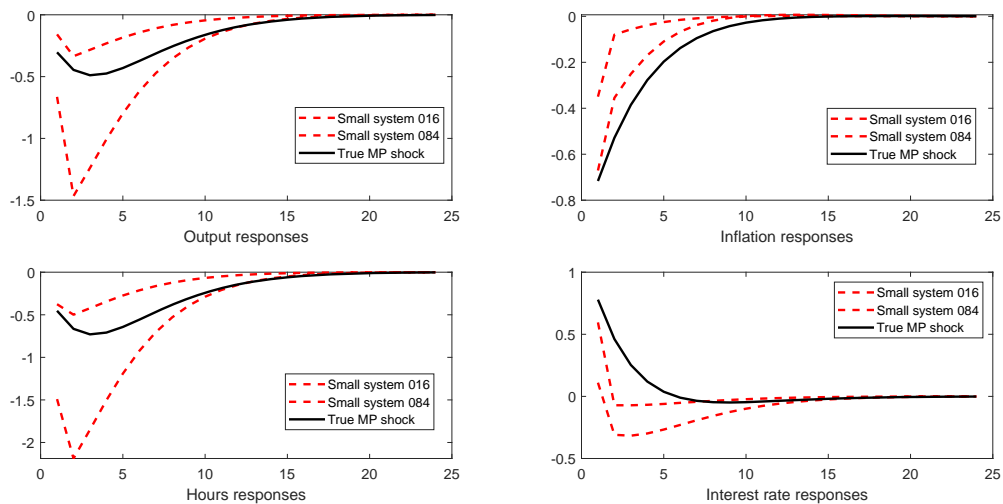 0
-0.5
-1
-1.5
0
5
10
15
20
25
Output responses
Small system 016
Small system 084
True MP shock
0
-0.2
-0.4
-0.6
-0.8
0
5
10
15
20
25
Inflation responses
Small system 016
Small system 084
True MP shock
0
-0.5
-1
-1.5
-2
0
5
10
15
20
25
Hours responses
Small system 016
Small system 084
True MP shock
1
0.5
0
-0.5
0
5
10
15
20
25
Interest rate responses
Small system 016
Small system 084
True MP shock